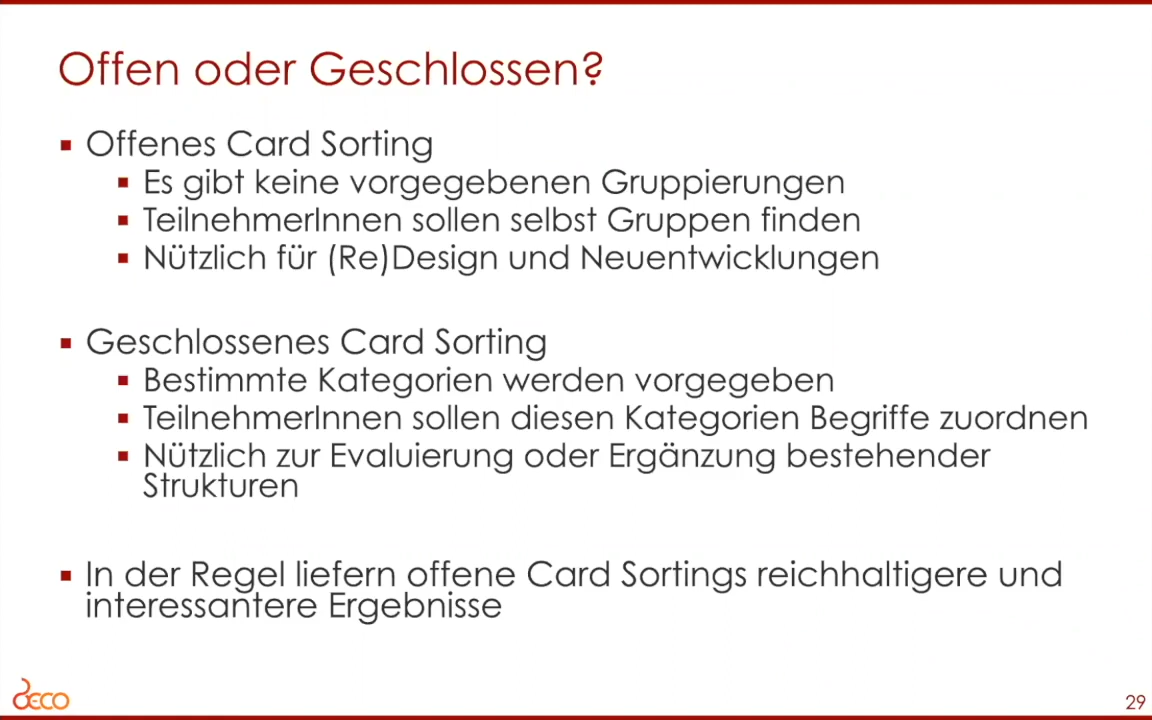 Offen oder Geschlossen?
Offenes Card Sorting
Es gibt keine vorgegebenen Gruppierungen
TeilnehmerInnen sollen selbst Gruppen finden
Nützlich für (Re)Design und Neuentwicklungen
Geschlossenes Card Sorting
Bestimmte Kategorien werden vorgegeben
TeilnehmerInnen sollen diesen Kategorien Begriffe zuordnen
Nützlich zur Evaluierung oder Ergänzung bestehender
Strukturen
In der Regel liefern offene Card Sortings reichhaltigere und
interessantere Ergebnisse
DECO
29